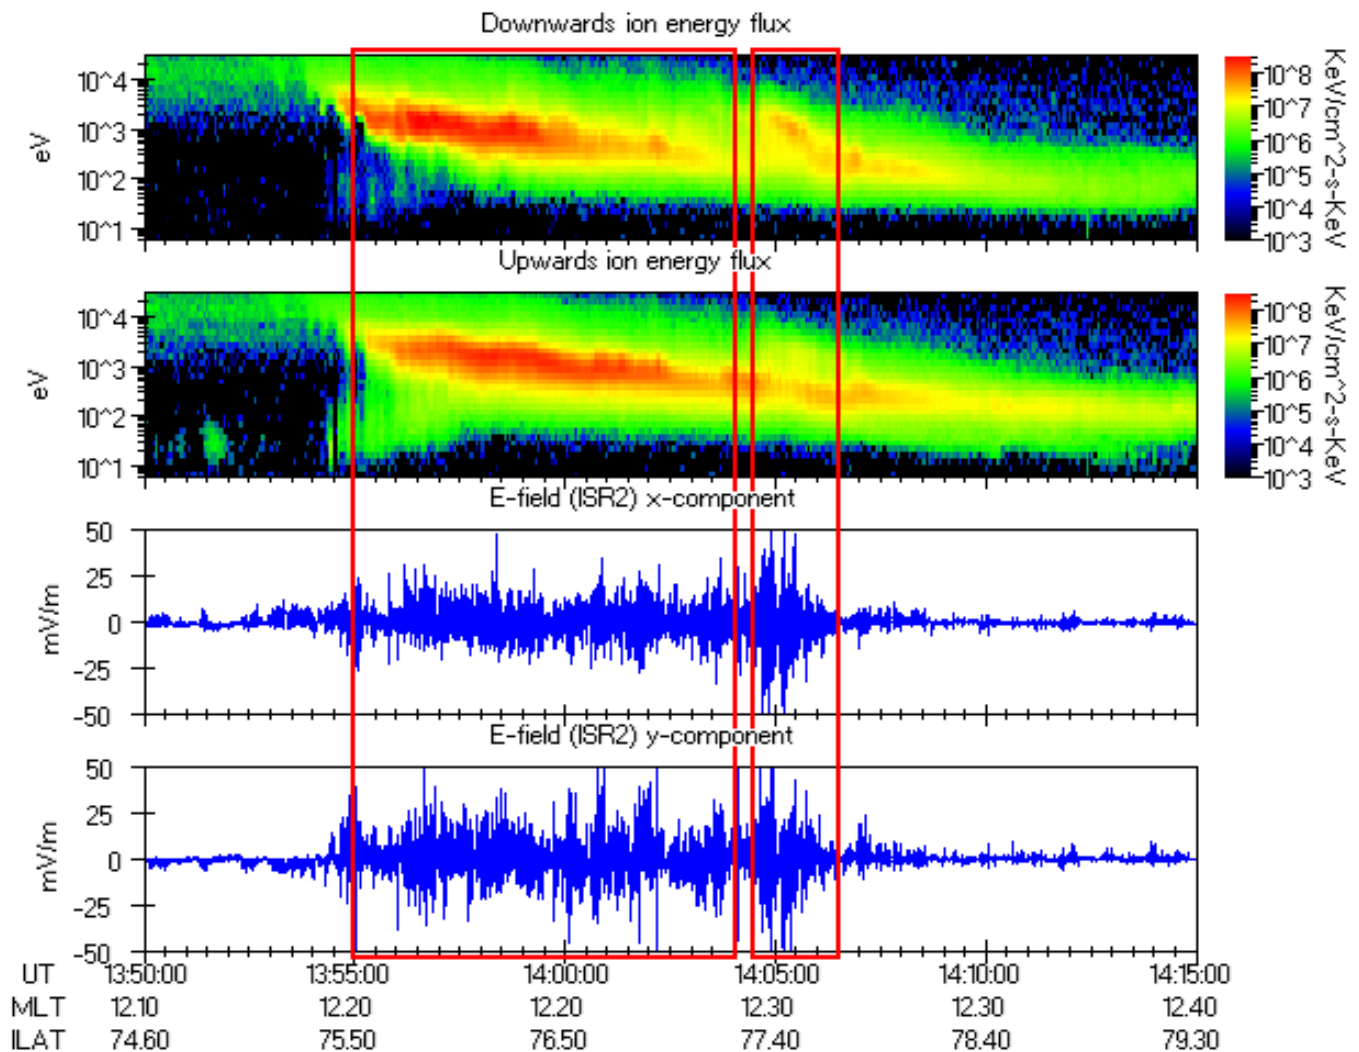 Downwards ion energy flux
10^4
10^3
10^2
10^1
eV
10^8
10^7
10^6
10^5
10^4
10^3
KeV/cm^2-s-KeV
Upwards ion energy flux
10^4
10^3
10^2
10^1
eV
10^8
10^7
10^6
10^5
10^4
10^3
KeV/cm^2-s-KeV
E-field (ISR2) x-component
50
25
0
-25
-50
mV/m
E-field (ISR2) y-component
50
25
0
-25
-50
mV/m
UT 13:50:00 13:55:00 14:00:00 14:05:00 14:10:00 14:15:00
MLT 12.10 12.20 12.20 12.30 12.30 12.40
ILAT 74.60 75.50 76.50 77.40 78.40 79.30